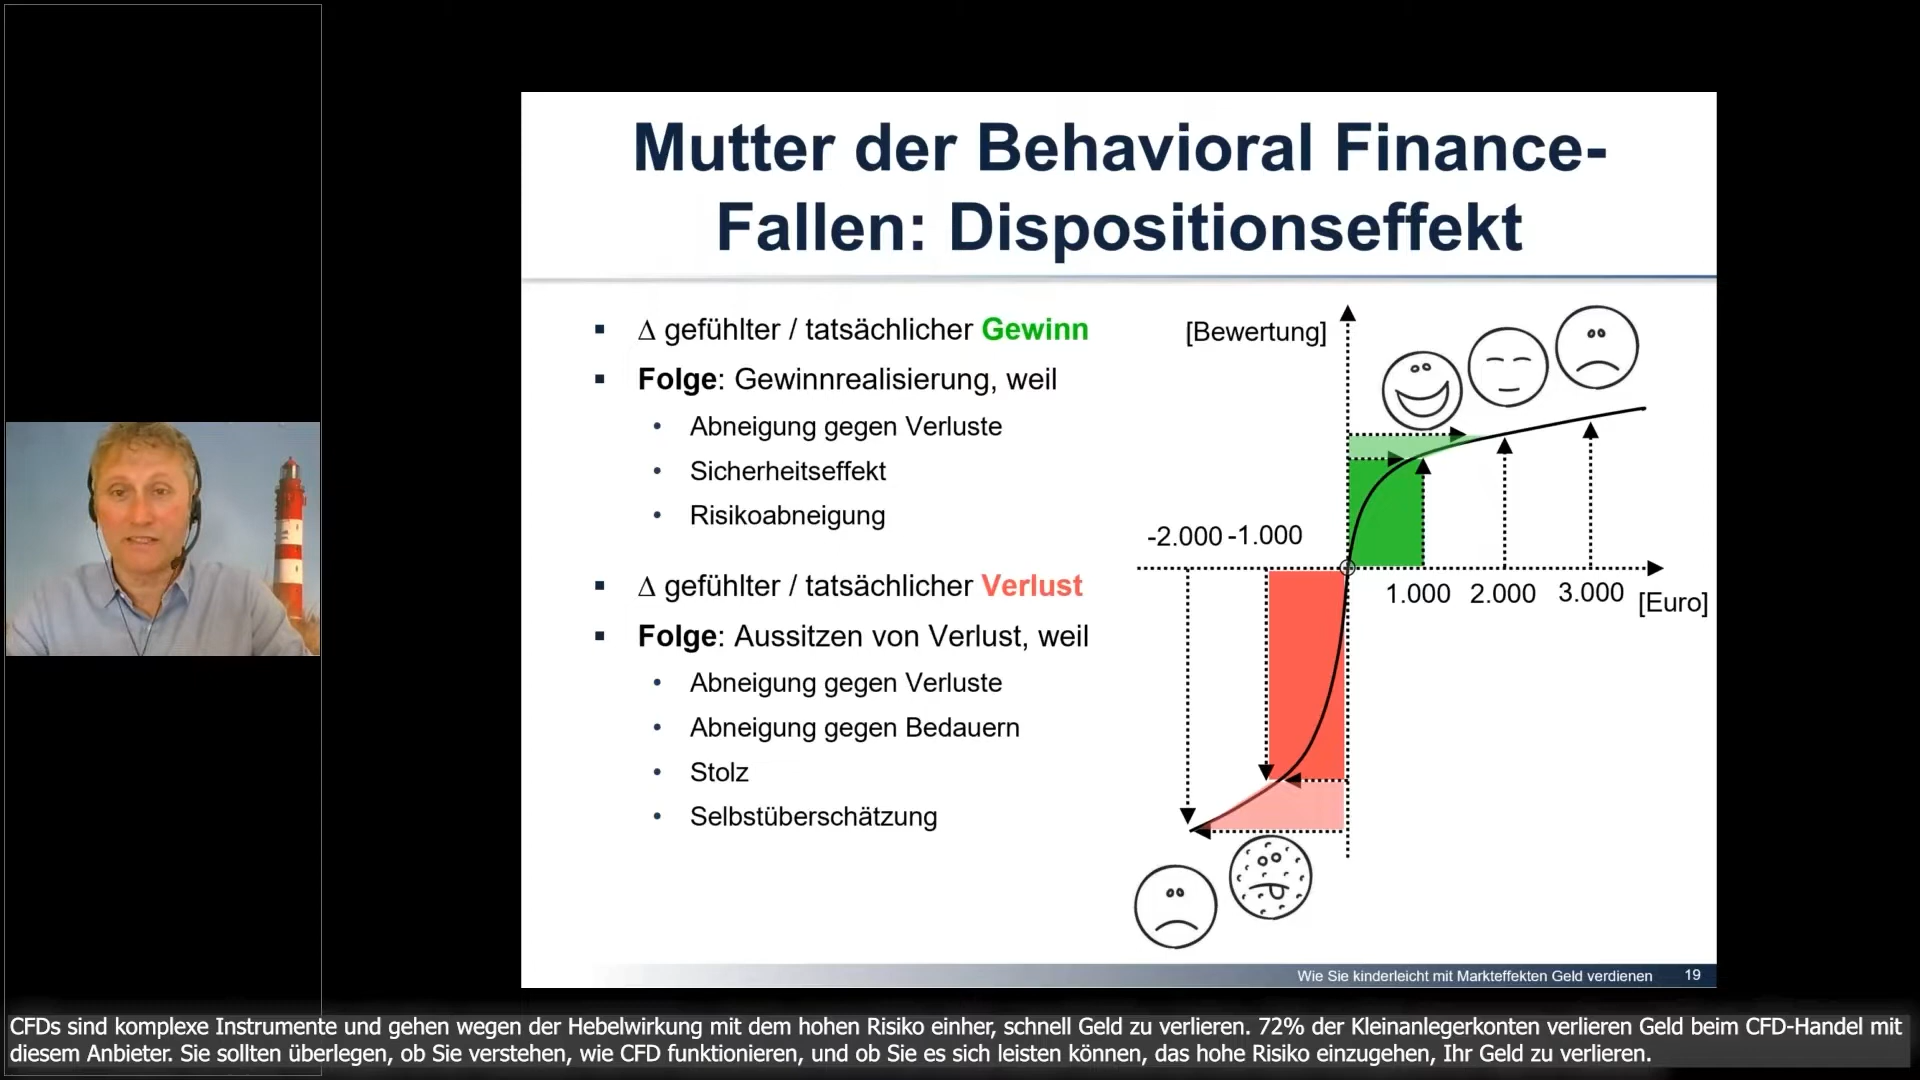 Mutter der Behavioral Finance-
Fallen: Dispositionseffekt
▪ Δ gefühlter / tatsächlicher Gewinn
▪ Folge: Gewinnrealisierung, weil
• Abneigung gegen Verluste
• Sicherheitseffekt
• Risikoabneigung
▪ Δ gefühlter / tatsächlicher Verlust
▪ Folge: Aussitzen von Verlust, weil
• Abneigung gegen Verluste
• Abneigung gegen Bedauern
• Stolz
• Selbstüberschätzung
[Bewertung]
-2.000 -1.000
1.000 2.000 3.000 [Euro]
Wie Sie kinderleicht mit Markteffekten Geld verdienen 19
CFDs sind komplexe Instrumente und gehen wegen der Hebelwirkung mit dem hohen Risiko einher, schnell Geld zu verlieren. 72% der Kleinanlegerkonten verlieren Geld beim CFD-Handel mit
diesem Anbieter. Sie sollten überlegen, ob Sie verstehen, wie CFD funktionieren, und ob Sie es sich leisten können, das hohe Risiko einzugehen, Ihr Geld zu verlieren.